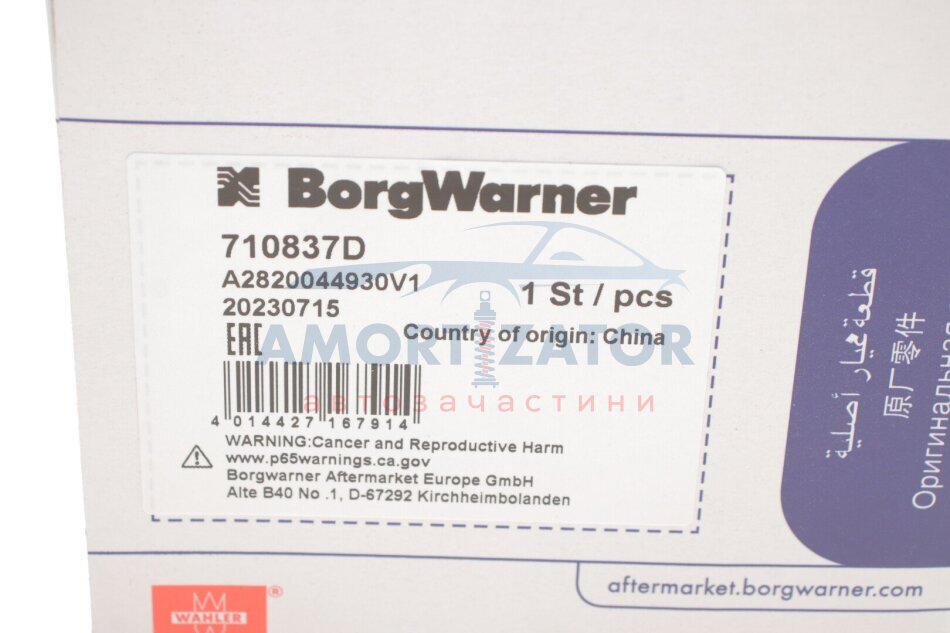 BorgWarner
710837D
A2820044930V1
20230715
1 St / pcs
EAC
Country of origin: China
AMORTIZATOR
автозачастини
4 014427 167914
WARNING:Cancer and Reproductive Harm
www.p65warnings.ca.gov
Borgwarner Aftermarket Europe GmbH
Alte B40 No .1, D-67292 Kirchheimbolanden
قطعة غيار أصلية
原厂零件
Оригинальная
aftermarket.borgwarner.com
WAHLER
®